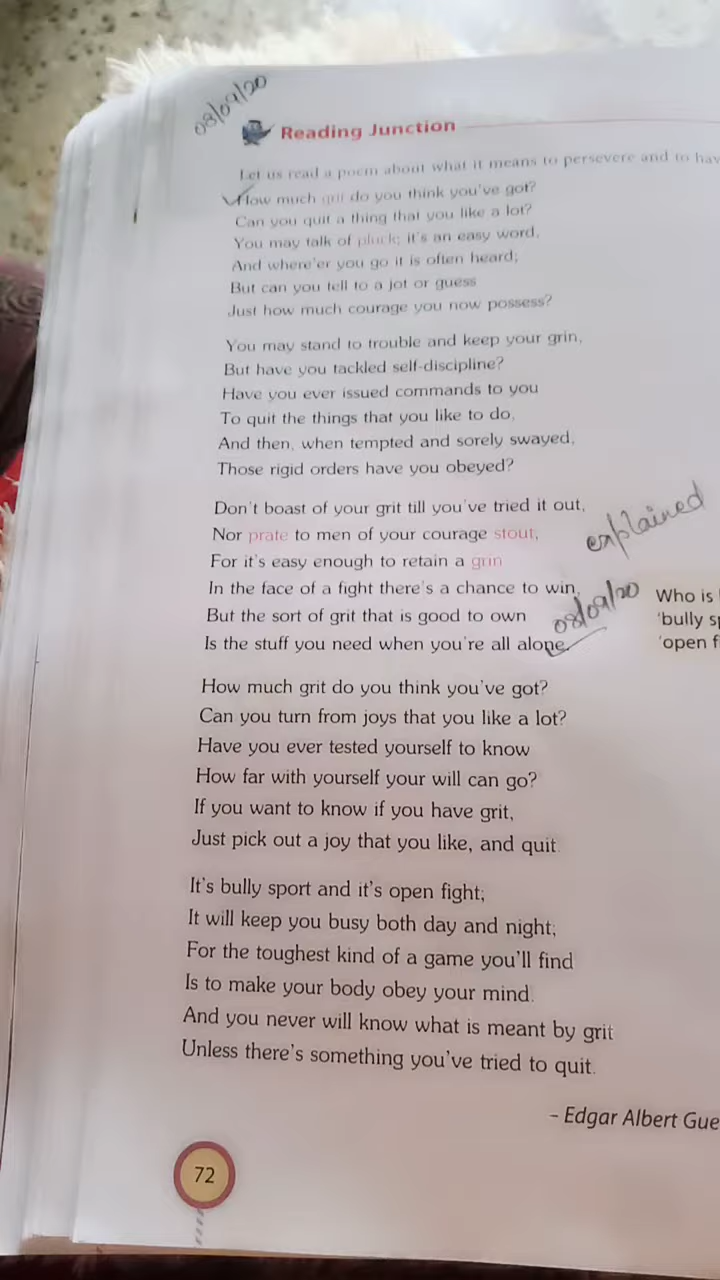 08/09/20
Reading Junction
Let us read a poem about what it means to persevere and to hav
How much grit do you think you've got?
Can you quit a thing that you like a lot?
You may talk of pluck; it's an easy word,
And where'er you go it is often heard;
But can you tell to a jot or guess
Just how much courage you now possess?
You may stand to trouble and keep your grin,
But have you tackled self-discipline?
Have you ever issued commands to you
To quit the things that you like to do,
And then, when tempted and sorely swayed,
Those rigid orders have you obeyed?
Don't boast of your grit till you've tried it out,
Nor prate to men of your courage stout,
For it's easy enough to retain a grin
In the face of a fight there's a chance to win,
But the sort of grit that is good to own
Is the stuff you need when you're all alone.
explained
08/09/20
Who is
'bully sp
'open f
How much grit do you think you've got?
Can you turn from joys that you like a lot?
Have you ever tested yourself to know
How far with yourself your will can go?
If you want to know if you have grit,
Just pick out a joy that you like, and quit.
It's bully sport and it's open fight;
It will keep you busy both day and night;
For the toughest kind of a game you'll find
Is to make your body obey your mind.
And you never will know what is meant by grit
Unless there's something you've tried to quit.
– Edgar Albert Gue
72